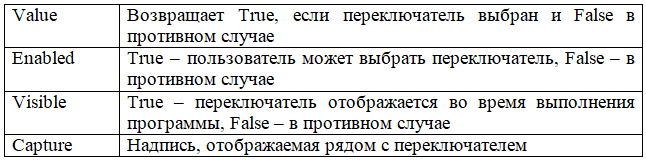 Value Возвращает True, если переключатель выбран и False в
противном случае
Enabled True – пользователь может выбрать переключатель, False – в
противном случае
Visible True – переключатель отображается во время выполнения
программы, False – в противном случае
Capture Надпись, отображаемая рядом с переключателем